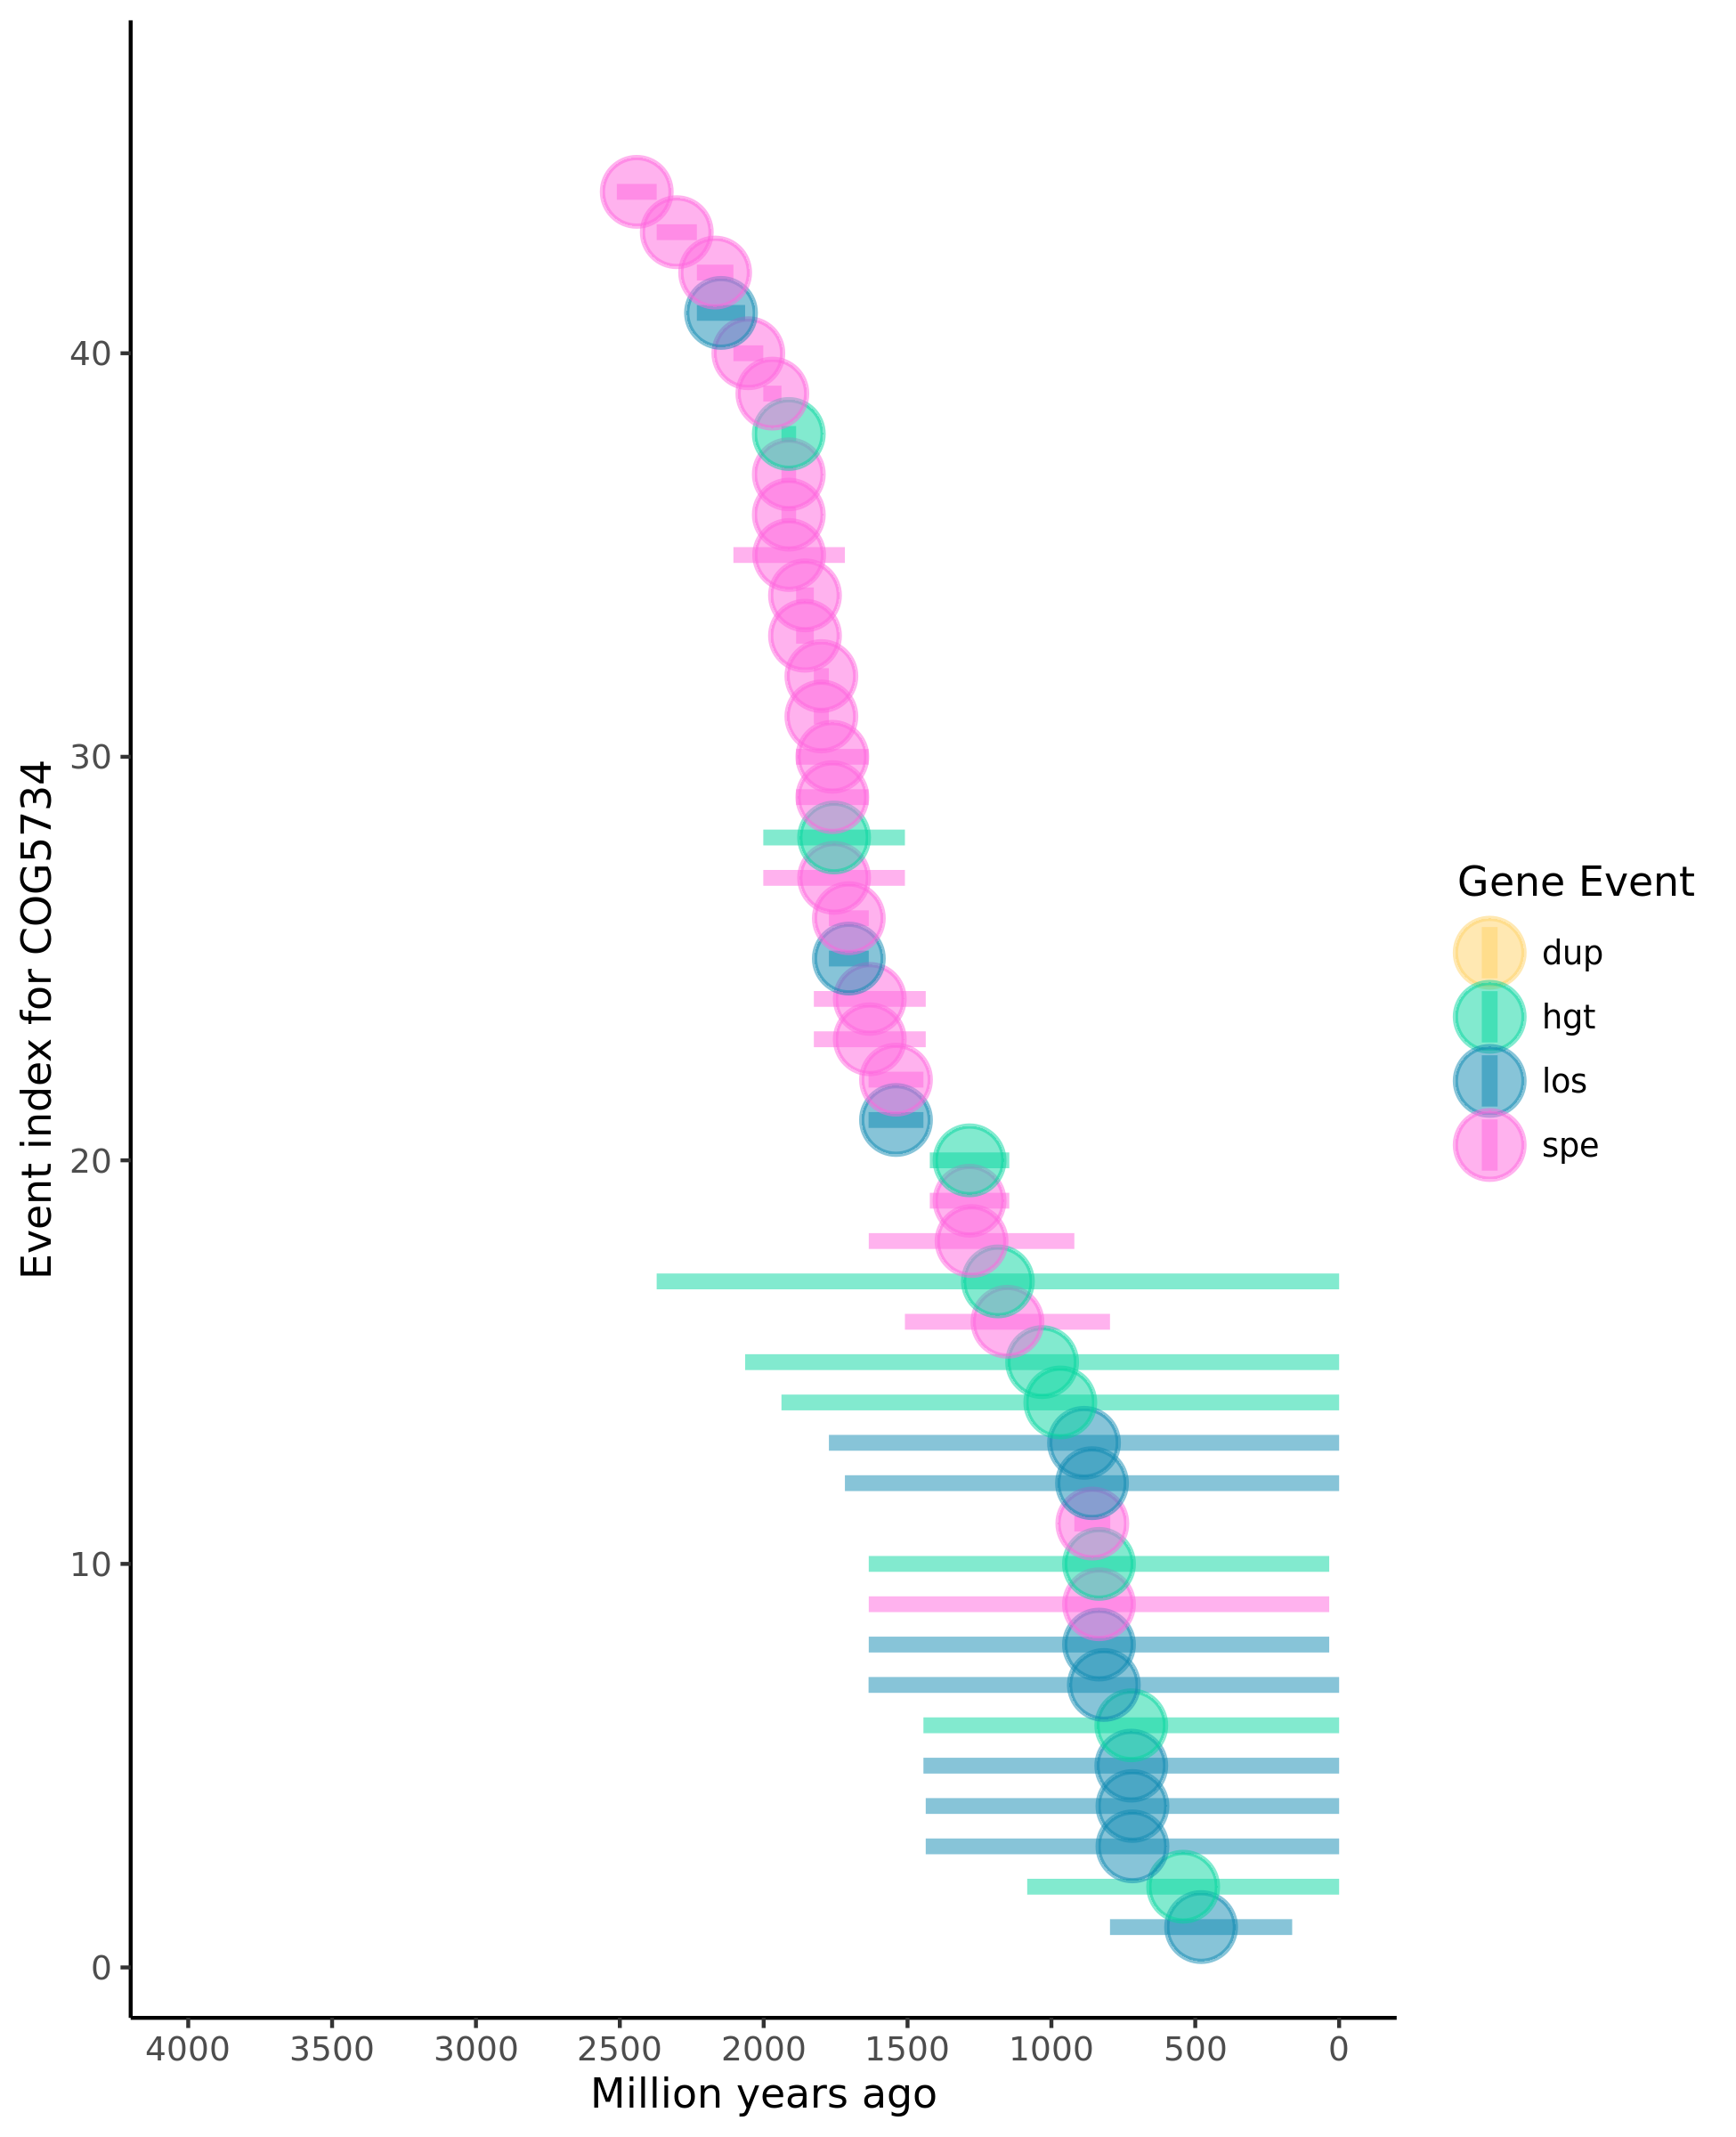 Event index for COG5734
40
30
20
10
0
4000 3500 3000 2500 2000 1500 1000 500 0
Million years ago
Gene Event
dup
hgt
los
spe